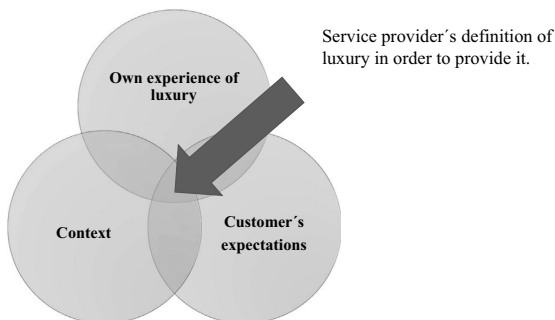 Service provider´s definition of
luxury in order to provide it.
Own experience of
luxury
Context
Customer´s
expectations